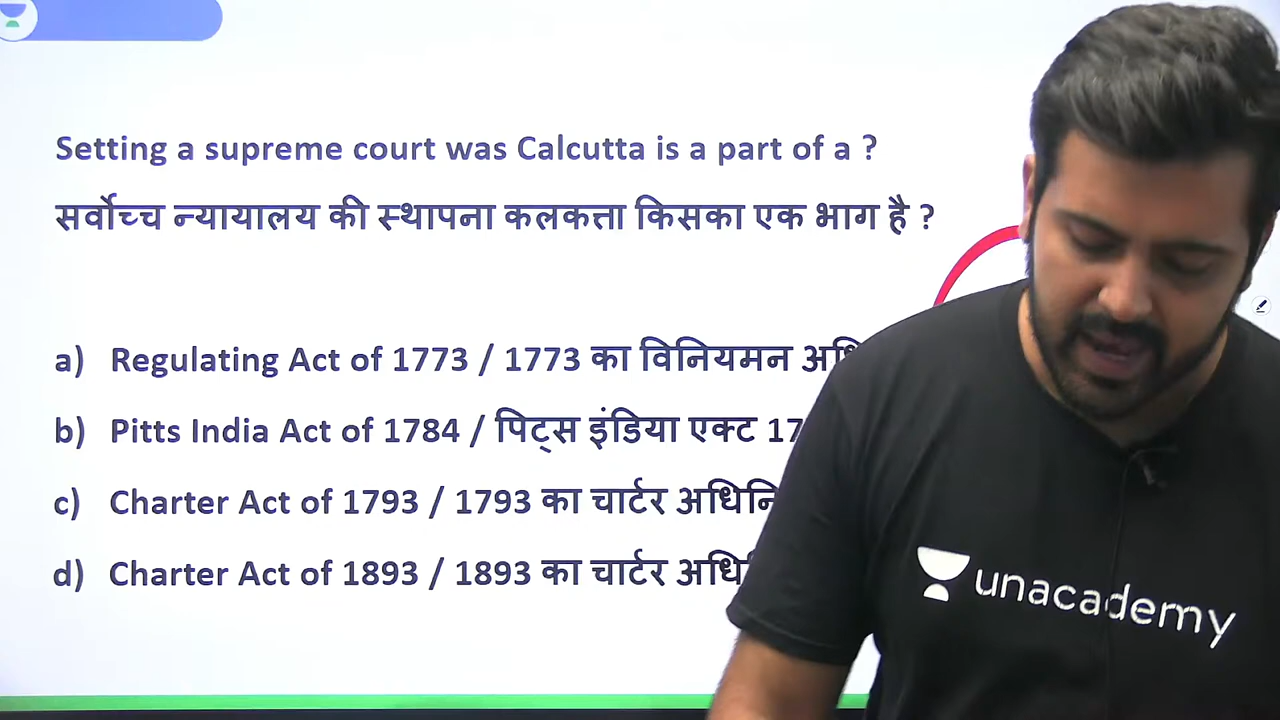 Setting a supreme court was Calcutta is a part of a ?
सर्वोच्च न्यायालय की स्थापना कलकत्ता किसका एक भाग है ?
a) Regulating Act of 1773 / 1773 का विनियमन
b) Pitts India Act of 1784 / पिट्स इंडिया एक्ट
c) Charter Act of 1793 / 1793 का चार्टर
d) Charter Act of 1893 / 1893 का चार्टर
unacademy